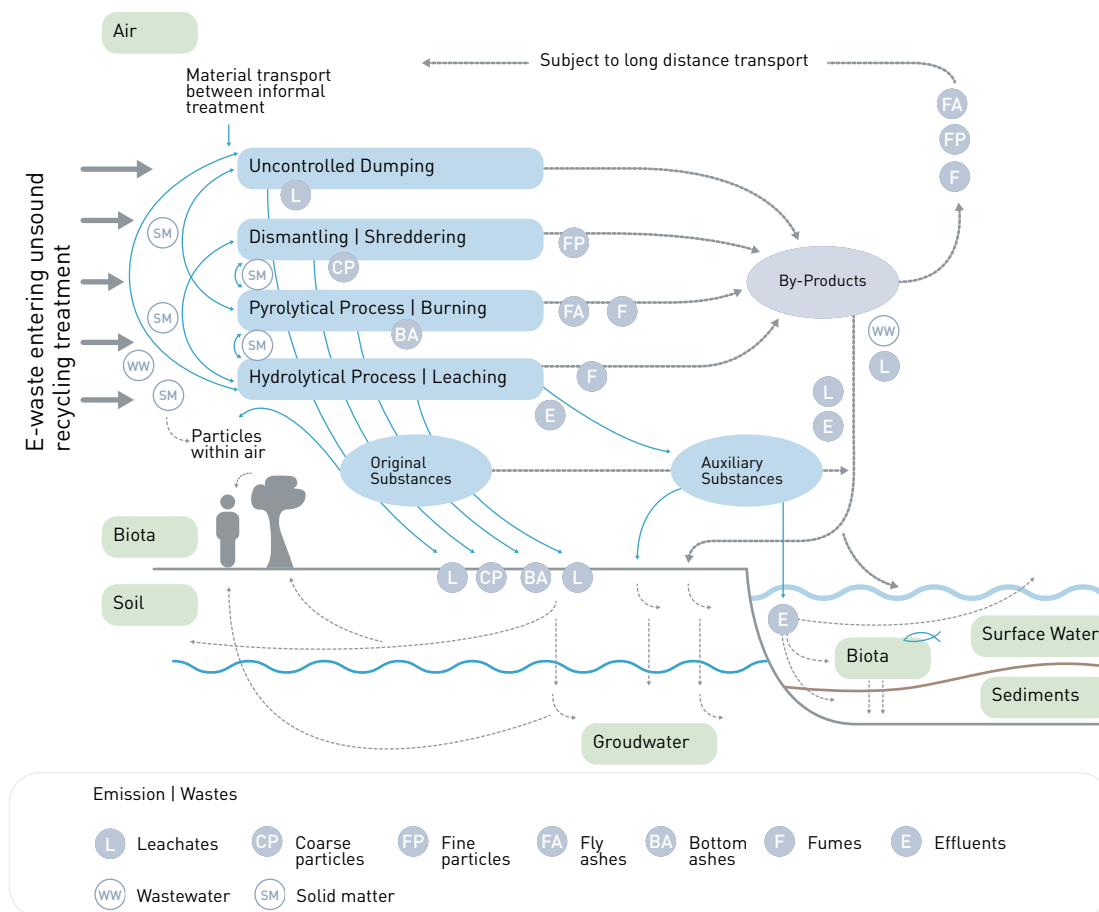 Air
Subject to long distance transport
Material transport
between informal
treatment
FA
FP
F
E-waste entering unsound
recycling treatment
Uncontrolled Dumping
L
SM
Dismantling | Shreddering
FP
CP
SM
By-Products
SM
Pyrolytical Process | Burning
FA
F
BA
SM
WW
WW
L
Hydrolytical Process | Leaching
F
SM
L
E
E
Particles
within air
Original
Substances
Auxiliary
Substances
Biota
L
CP
BA
L
Soil
E
Surface Water
Biota
Sediments
Groudwater
Emission | Wastes
L Leachates
CP Coarse
particles
FP Fine
particles
FA Fly
ashes
BA Bottom
ashes
F Fumes
E Effluents
WW Wastewater
SM Solid matter